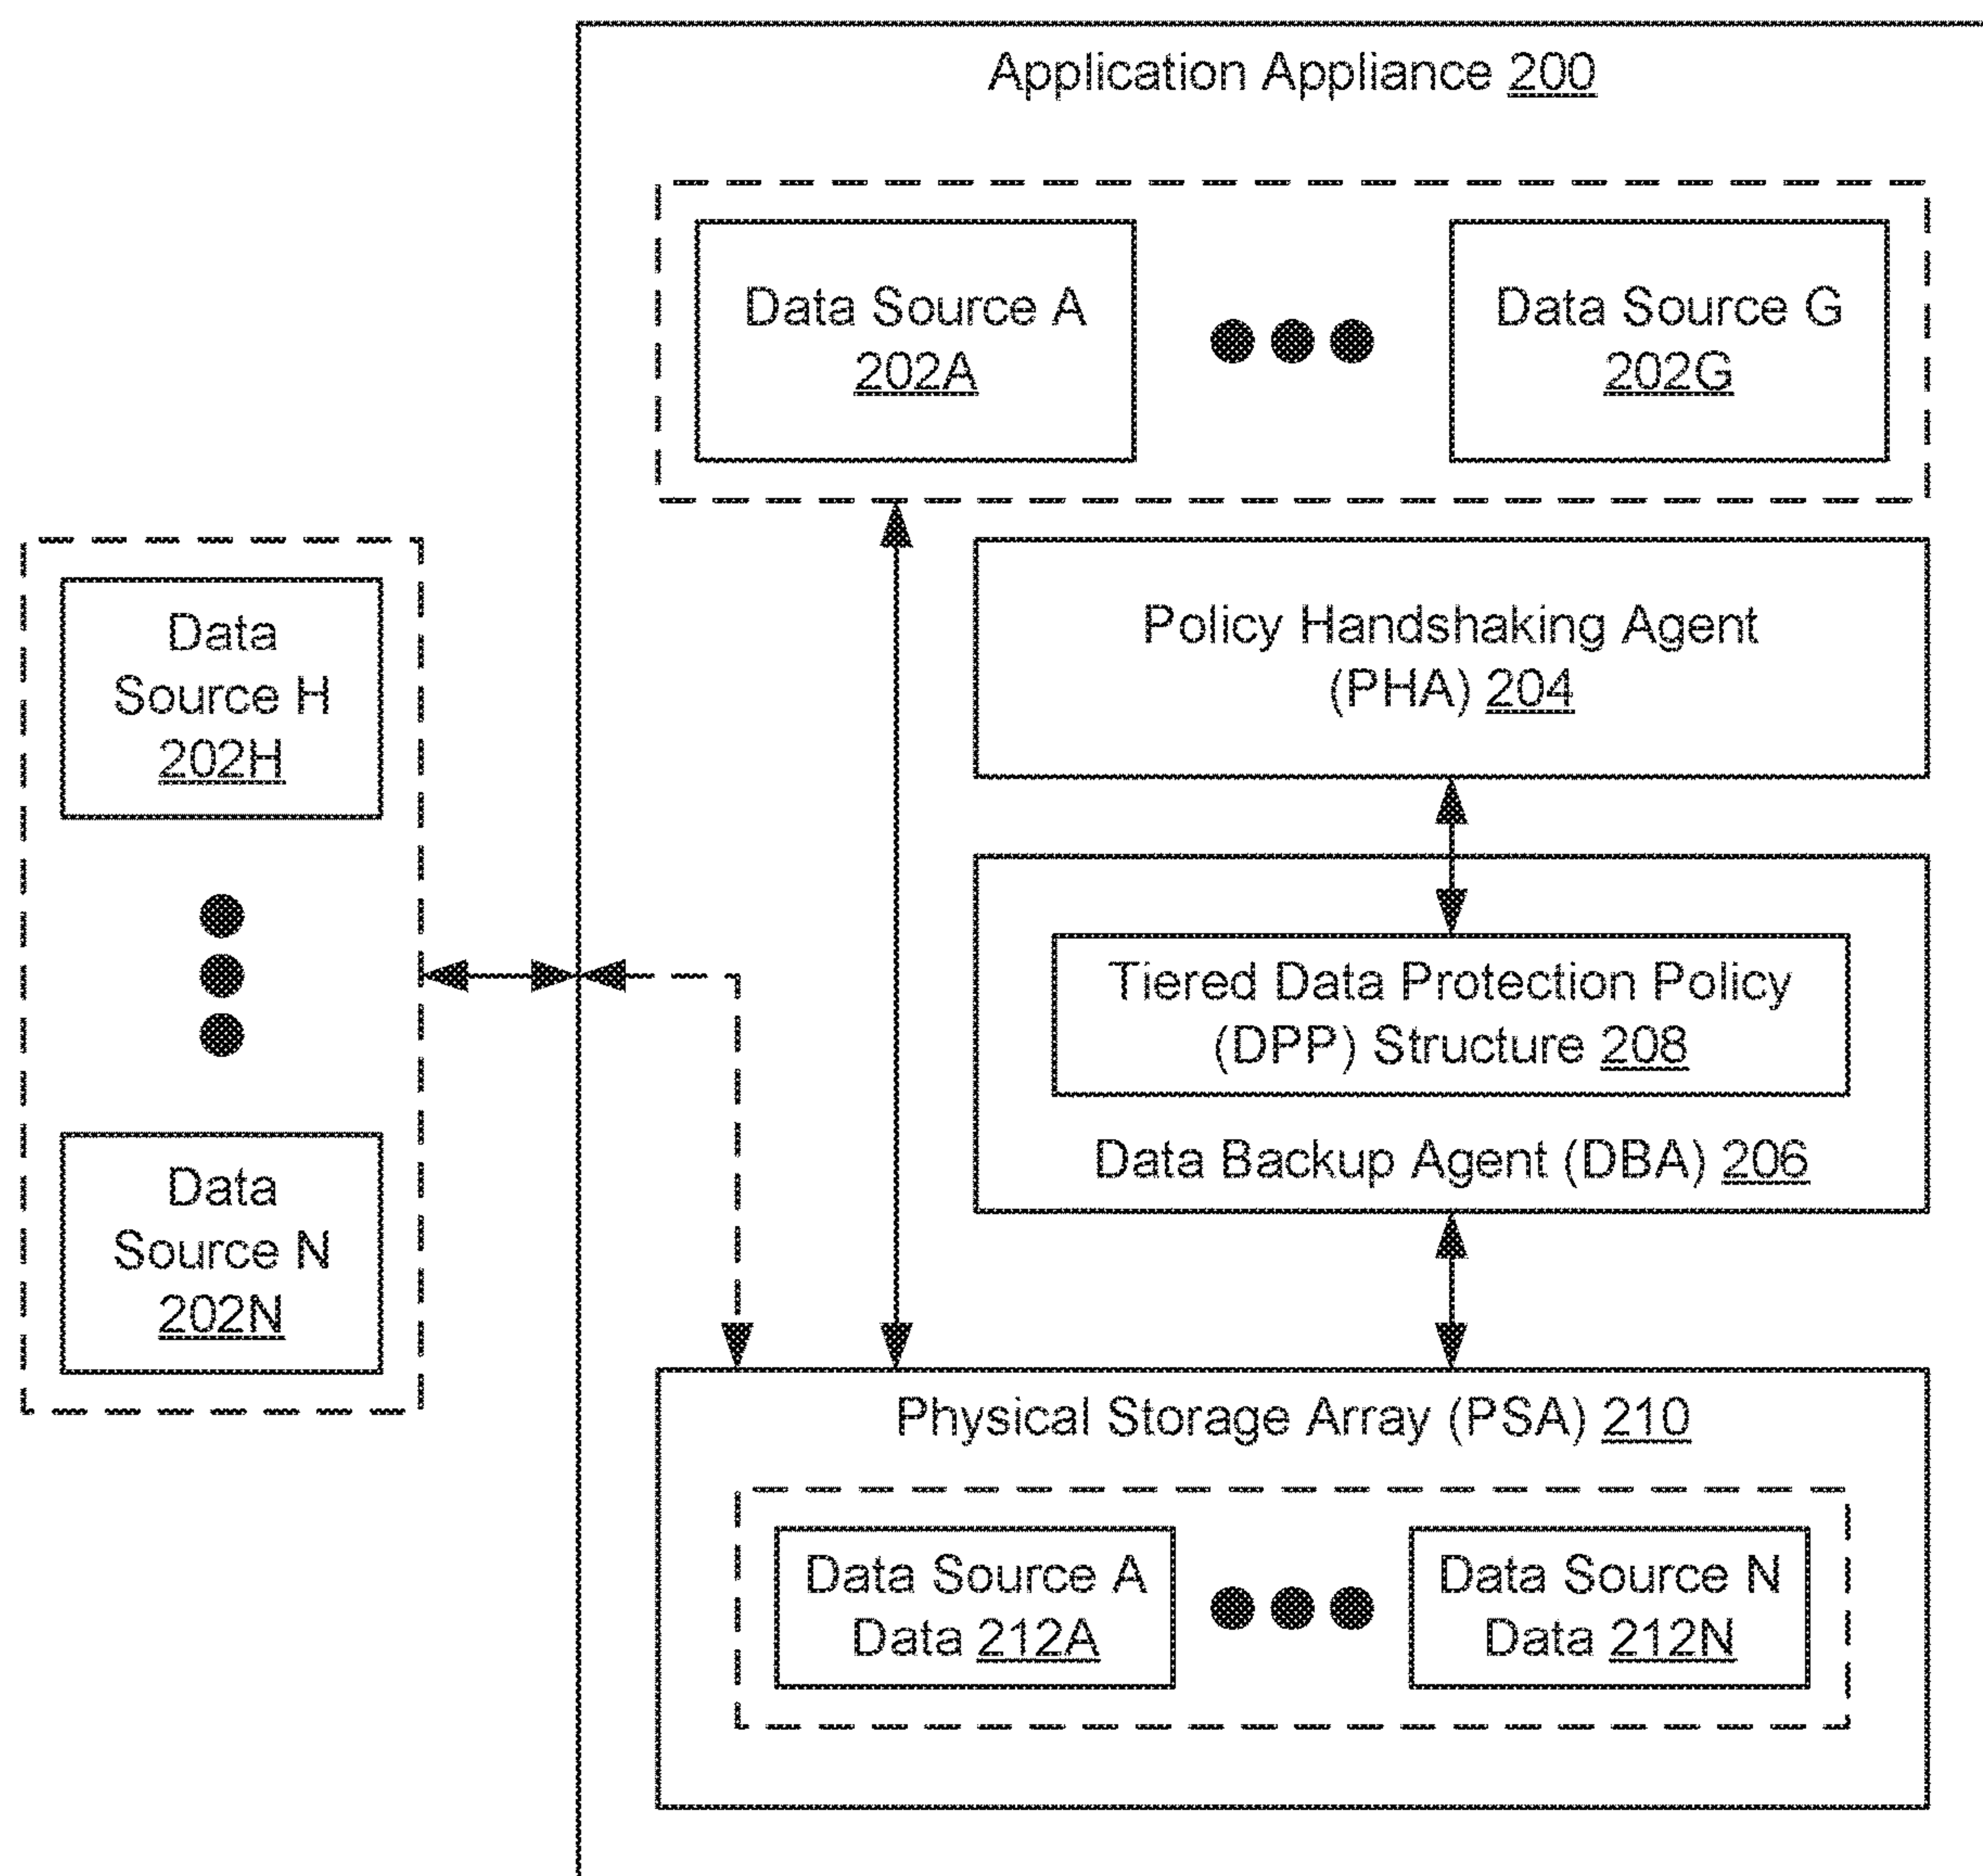 Application Appliance 200
Data Source A
202A
Data Source G
202G
Data
Source H
202H
Data
Source N
202N
Policy Handshaking Agent
(PHA) 204
Tiered Data Protection Policy
(DPP) Structure 208
Data Backup Agent (DBA) 206
Physical Storage Array (PSA) 210
Data Source A
Data 212A
Data Source N
Data 212N